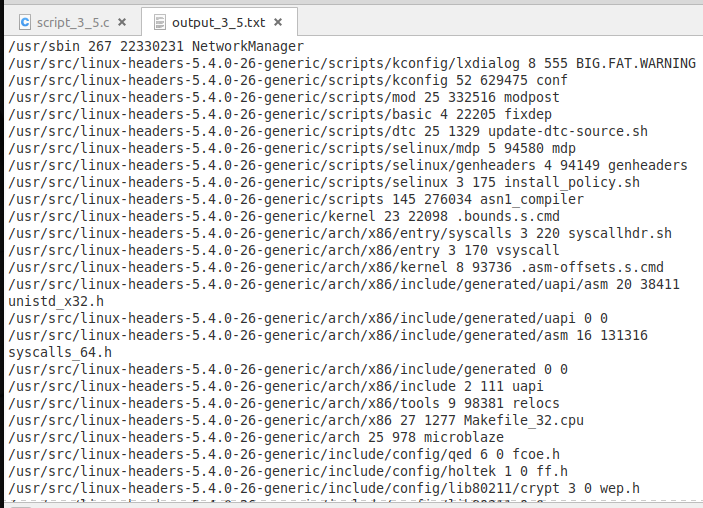 script_3_5.c
output_3_5.txt
/usr/sbin 267 22330231 NetworkManager
/usr/src/linux-headers-5.4.0-26-generic/scripts/kconfig/lxdialog 8 555 BIG.FAT.WARNING
/usr/src/linux-headers-5.4.0-26-generic/scripts/kconfig 52 629475 conf
/usr/src/linux-headers-5.4.0-26-generic/scripts/mod 25 332516 modpost
/usr/src/linux-headers-5.4.0-26-generic/scripts/basic 4 22205 fixdep
/usr/src/linux-headers-5.4.0-26-generic/scripts/dtc 25 1329 update-dtc-source.sh
/usr/src/linux-headers-5.4.0-26-generic/scripts/selinux/mdp 5 94580 mdp
/usr/src/linux-headers-5.4.0-26-generic/scripts/selinux/genheaders 4 94149 genheaders
/usr/src/linux-headers-5.4.0-26-generic/scripts/selinux 3 175 install_policy.sh
/usr/src/linux-headers-5.4.0-26-generic/scripts 145 276034 asn1_compiler
/usr/src/linux-headers-5.4.0-26-generic/kernel 23 22098 .bounds.s.cmd
/usr/src/linux-headers-5.4.0-26-generic/arch/x86/entry/syscalls 3 220 syscallhdr.sh
/usr/src/linux-headers-5.4.0-26-generic/arch/x86/entry 3 170 vsyscall
/usr/src/linux-headers-5.4.0-26-generic/arch/x86/kernel 8 93736 .asm-offsets.s.cmd
/usr/src/linux-headers-5.4.0-26-generic/arch/x86/include/generated/uapi/asm 20 38411
unistd_x32.h
/usr/src/linux-headers-5.4.0-26-generic/arch/x86/include/generated/uapi 0 0
/usr/src/linux-headers-5.4.0-26-generic/arch/x86/include/generated/asm 16 131316
syscalls_64.h
/usr/src/linux-headers-5.4.0-26-generic/arch/x86/include/generated 0 0
/usr/src/linux-headers-5.4.0-26-generic/arch/x86/include 2 111 uapi
/usr/src/linux-headers-5.4.0-26-generic/arch/x86/tools 9 98381 relocs
/usr/src/linux-headers-5.4.0-26-generic/arch/x86 27 1277 Makefile_32.cpu
/usr/src/linux-headers-5.4.0-26-generic/arch 25 978 microblaze
/usr/src/linux-headers-5.4.0-26-generic/include/config/qed 6 0 fcoe.h
/usr/src/linux-headers-5.4.0-26-generic/include/config/holtek 1 0 ff.h
/usr/src/linux-headers-5.4.0-26-generic/include/config/lib80211/crypt 3 0 wep.h